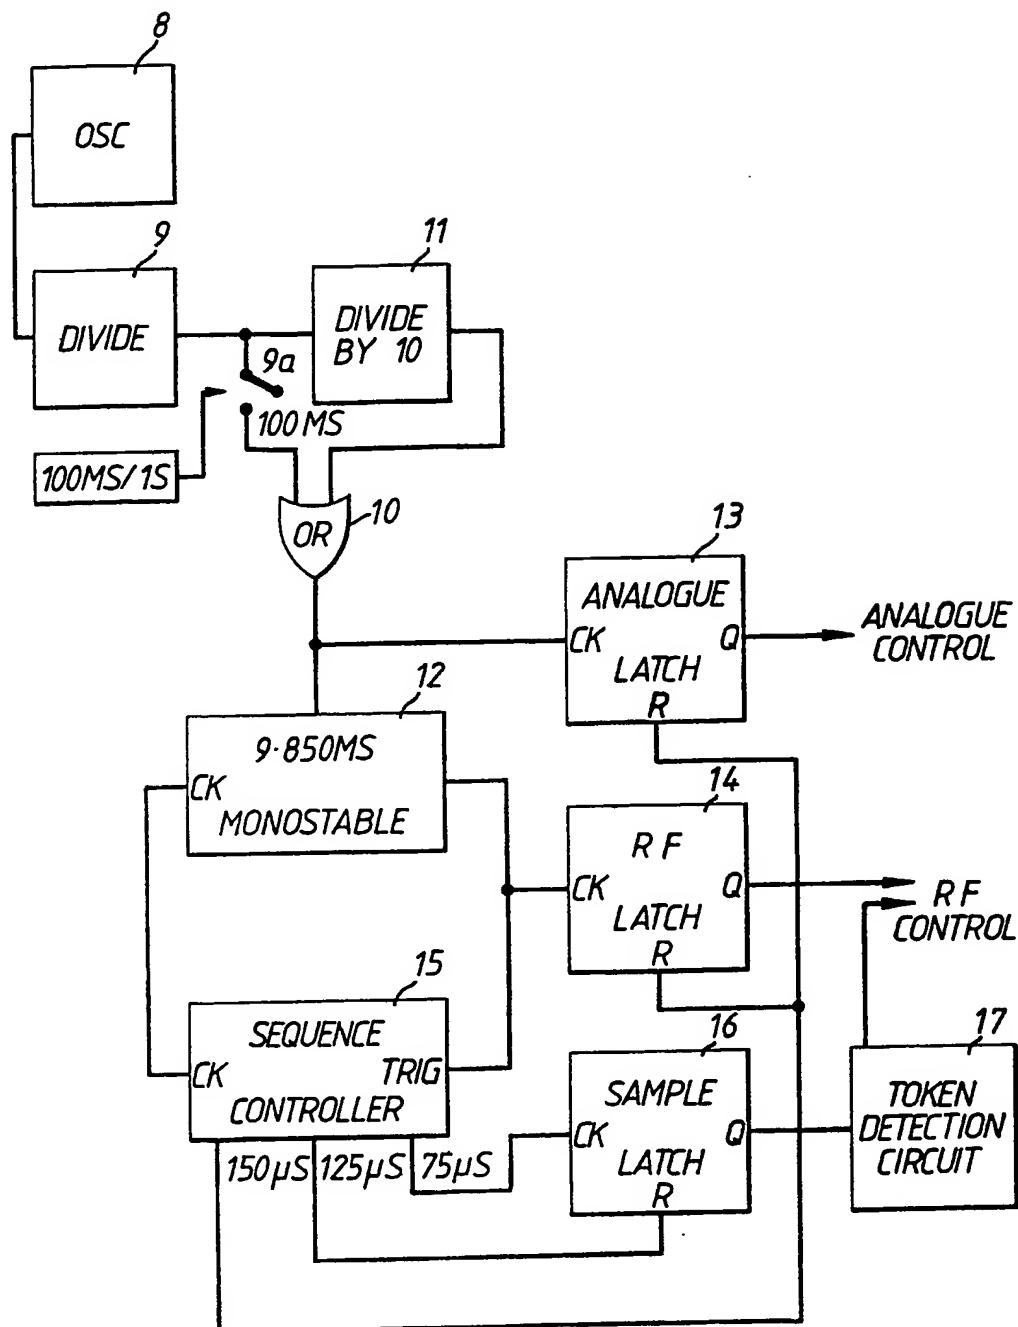 8
OSC
9
DIVIDE
11
DIVIDE
BY 10
9a
100 MS
100MS/1S
OR
10
13
ANALOGUE
CK
Q
LATCH
R
ANALOGUE
CONTROL
12
9·850MS
CK
MONOSTABLE
14
RF
CK
Q
LATCH
R
RF
CONTROL
15
SEQUENCE
CK
TRIG
CONTROLLER
150µS
125µS
75µS
16
SAMPLE
CK
Q
LATCH
R
17
TOKEN
DETECTION
CIRCUIT